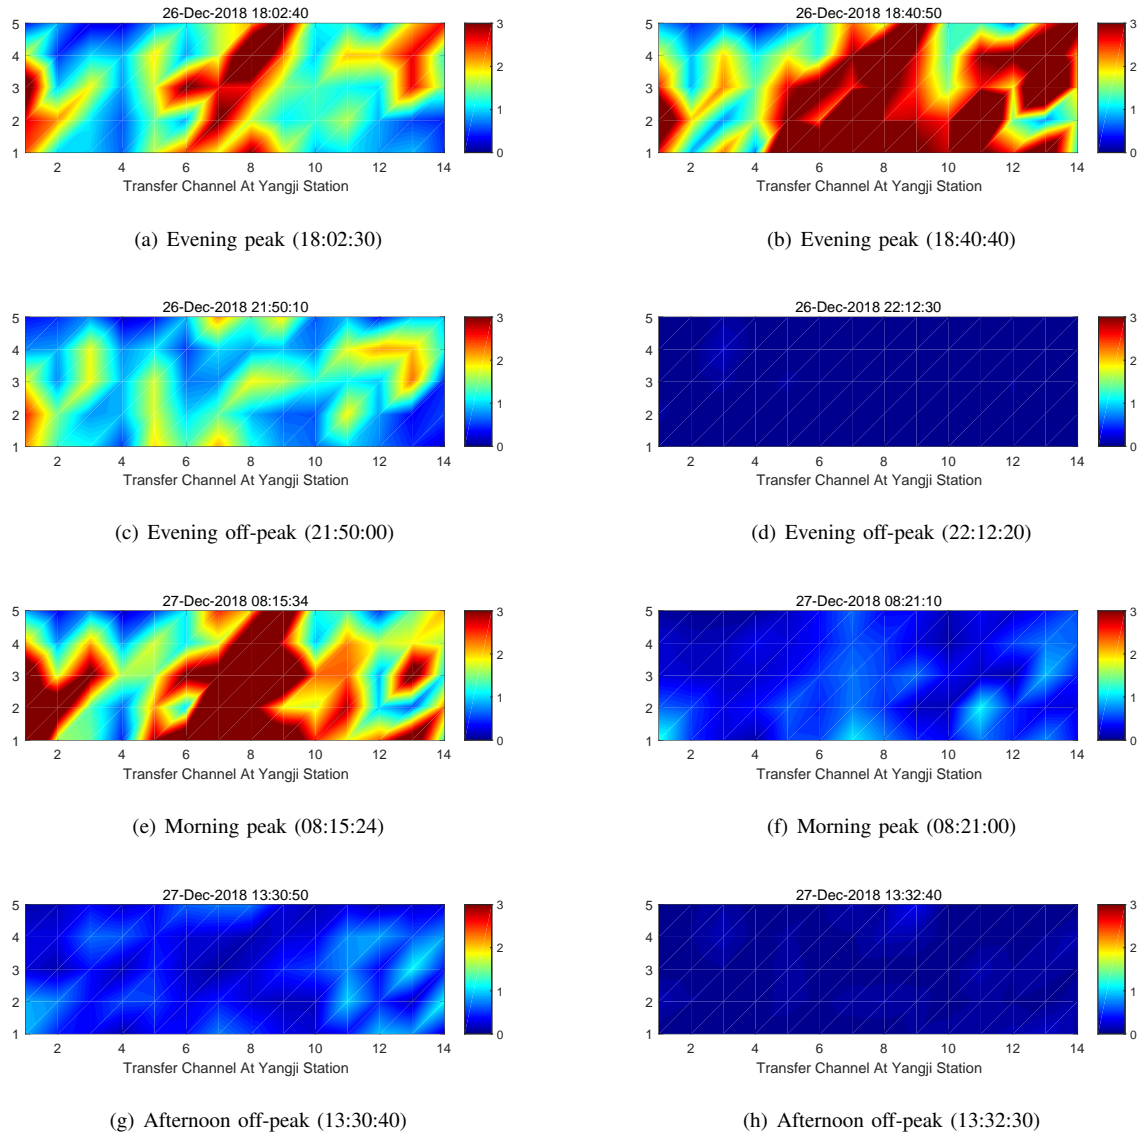 26-Dec-2018 18:02:40
5
4
3
2
1
2 4 6 8 10 12 14
Transfer Channel At Yangji Station
3
2
1
0
(a) Evening peak (18:02:30)
26-Dec-2018 18:40:50
5
4
3
2
1
2 4 6 8 10 12 14
Transfer Channel At Yangji Station
3
2
1
0
(b) Evening peak (18:40:40)
26-Dec-2018 21:50:10
5
4
3
2
1
2 4 6 8 10 12 14
Transfer Channel At Yangji Station
3
2
1
0
(c) Evening off-peak (21:50:00)
26-Dec-2018 22:12:30
5
4
3
2
1
2 4 6 8 10 12 14
Transfer Channel At Yangji Station
3
2
1
0
(d) Evening off-peak (22:12:20)
27-Dec-2018 08:15:34
5
4
3
2
1
2 4 6 8 10 12 14
Transfer Channel At Yangji Station
3
2
1
0
(e) Morning peak (08:15:24)
27-Dec-2018 08:21:10
5
4
3
2
1
2 4 6 8 10 12 14
Transfer Channel At Yangji Station
3
2
1
0
(f) Morning peak (08:21:00)
27-Dec-2018 13:30:50
5
4
3
2
1
2 4 6 8 10 12 14
Transfer Channel At Yangji Station
3
2
1
0
(g) Afternoon off-peak (13:30:40)
27-Dec-2018 13:32:40
5
4
3
2
1
2 4 6 8 10 12 14
Transfer Channel At Yangji Station
3
2
1
0
(h) Afternoon off-peak (13:32:30)